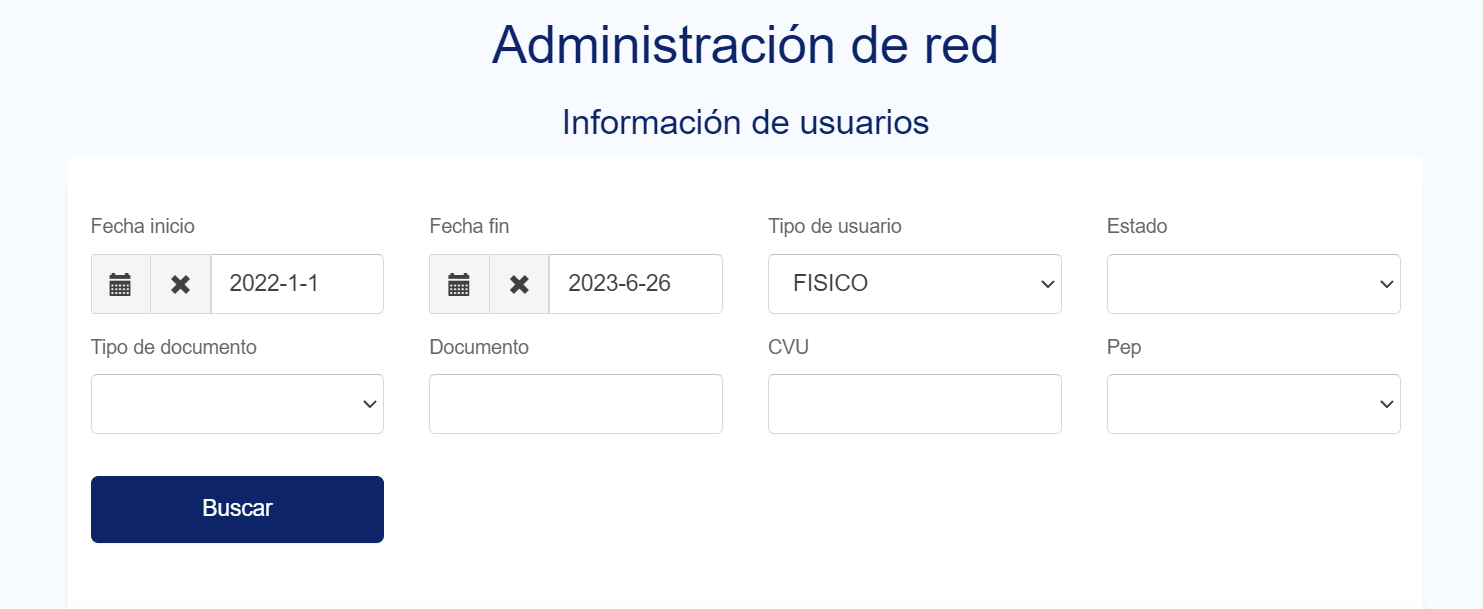 Administración de red
Información de usuarios
Fecha inicio Fecha fin Tipo de usuario Estado
2022-1-1 2023-6-26 FISICO
Tipo de documento Documento CVU Pep
Buscar